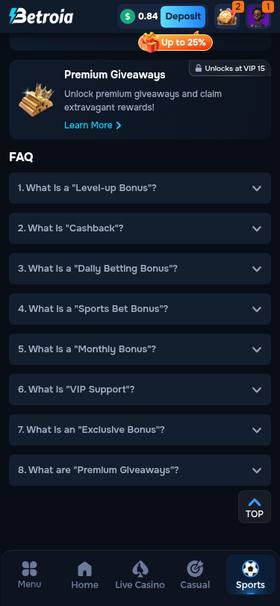 Betroia
$ 0.84 Deposit
2
1
Up to 25%
Unlocks at VIP 15
Premium Giveaways
Unlock premium giveaways and claim
extravagant rewards!
Learn More
FAQ
1. What is a "Level-up Bonus"?
2. What is "Cashback"?
3. What is a "Daily Betting Bonus"?
4. What is a "Sports Bet Bonus"?
5. What is a "Monthly Bonus"?
6. What is "VIP Support"?
7. What is an "Exclusive Bonus"?
8. What are "Premium Giveaways"?
TOP
Menu Home Live Casino Casual Sports